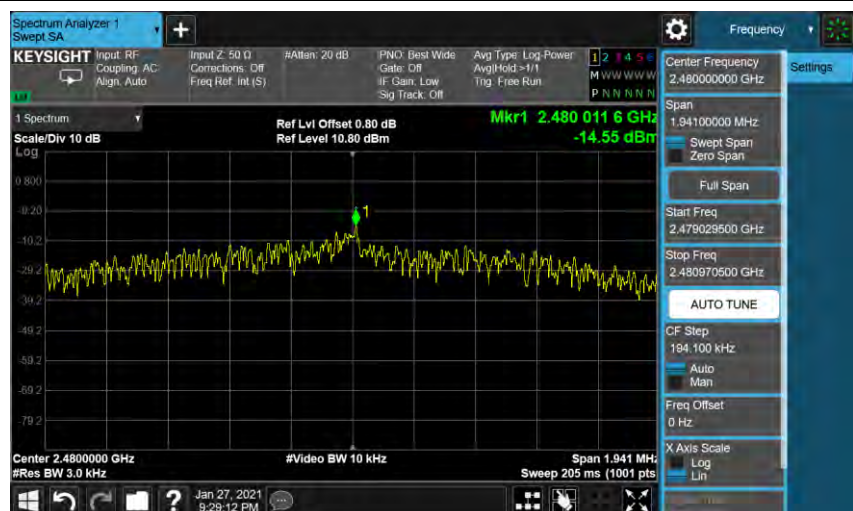 Spectrum Analyzer 1
Swept SA
+
Frequency
KEYSIGHT
Input: RF
Coupling: AC
Align: Auto
Input Z: 50 Ω
Corrections: Off
Freq Ref: Int (S)
#Atten: 20 dB
PNO: Best Wide
Gate: Off
IF Gain: Low
Sig Track: Off
Avg Type: Log-Power
Avg|Hold:>1/1
Trig: Free Run
1 2 3 4 5 6
M W W W W W
P N N N N N
Center Frequency
2.480000000 GHz
Settings
Span
1.94100000 MHz
Swept Span
Zero Span
Full Span
Start Freq
2.479029500 GHz
Stop Freq
2.480970500 GHz
AUTO TUNE
CF Step
194.100 kHz
Auto
Man
Freq Offset
0 Hz
X Axis Scale
Log
Lin
1 Spectrum
Scale/Div 10 dB
Ref Lvl Offset 0.80 dB
Ref Level 10.80 dBm
Mkr1 2.480 011 6 GHz
-14.55 dBm
Log
0.800
-9.20
1
-19.2
-29.2
-39.2
-49.2
-59.2
-69.2
-79.2
Center 2.4800000 GHz
#Res BW 3.0 kHz
#Video BW 10 kHz
Span 1.941 MHz
Sweep 205 ms (1001 pts
?
Jan 27, 2021
9:29:12 PM